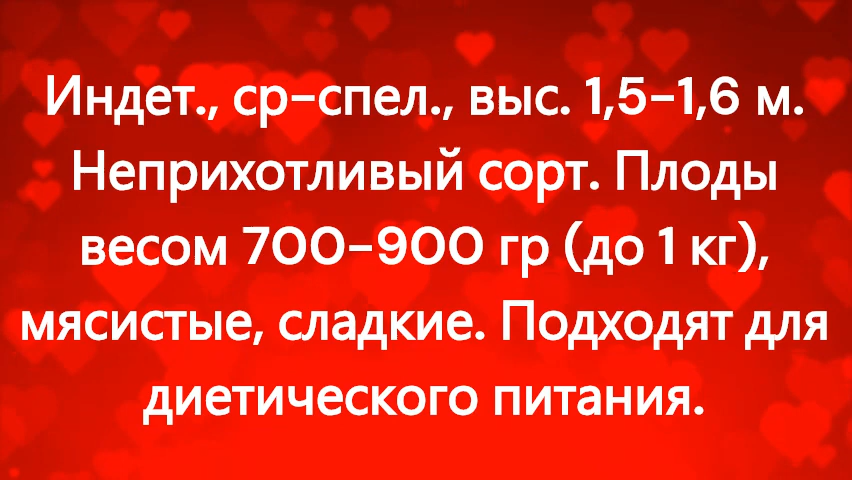 Индет., ср-спел., выс. 1,5-1,6 м.
Неприхотливый сорт. Плоды
весом 700-900 гр (до 1 кг),
мясистые, сладкие. Подходят для
диетического питания.